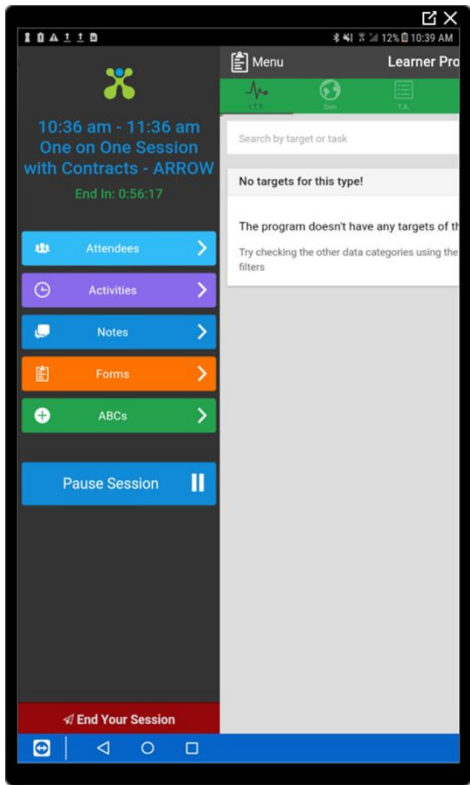 12% 10:39 AM
Menu
Learner Pro
I.T.T.
Gen
T.A.
10:36 am - 11:36 am
One on One Session
with Contracts - ARROW
End In: 0:56:17
Search by target or task
No targets for this type!
The program doesn't have any targets of th
Try checking the other data categories using the
filters
Attendees
Activities
Notes
Forms
ABCs
Pause Session
End Your Session